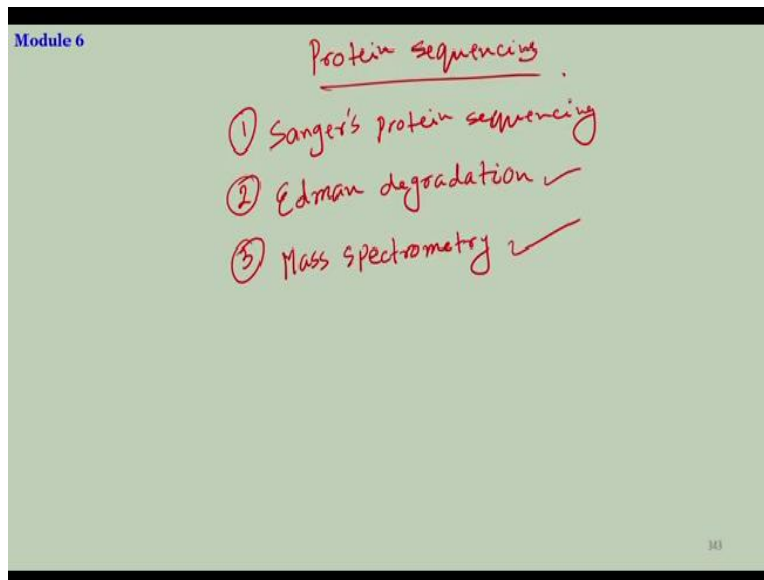 Module 6
Protein sequencing.
① Sanger's protein sequencing
② Edman degradation ✓
③ Mass spectrometry ✓
343